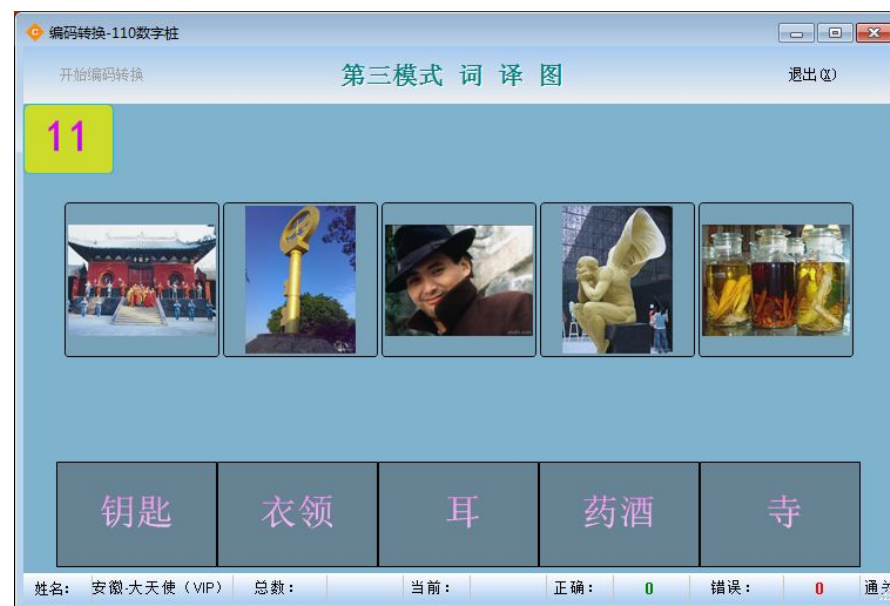 编码转换-110数字桩
开始编码转换 第三模式 词 译 图 退出(X)
11
钥匙 衣领 耳 药酒 寺
姓名: 安徽-大天使（VIP） 总数: 当前: 正确: 0 错误: 0 通关